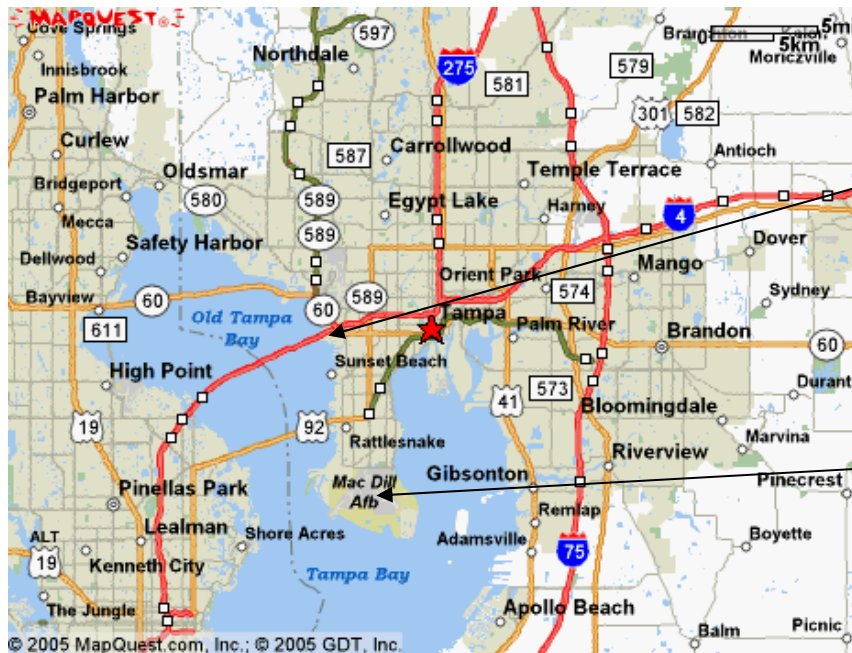 MAPQUEST®
Cove Springs
597
Northdale
Innisbrook
275
581
579
Moriczville
0
5mi
5km
Palm Harbor
301
582
Curlew
587
Carrollwood
Antioch
Oldsmar
Temple Terrace
Bridgeport
580
589
Egypt Lake
Harney
4
Mecca
589
Safety Harbor
Dover
Dellwood
Orient Park
Mango
Bayview
60
589
574
Sydney
611
Old Tampa
Bay
60
Tampa
Palm River
Brandon
60
High Point
Sunset Beach
573
Durant
19
92
41
Bloomingdale
Rattlesnake
Marvina
Mac Dill
Afb
Gibsonton
Riverview
Pinecrest
Pinellas Park
Remlap
Lealman
Shore Acres
Adamsville
75
Boyette
ALT
19
Kenneth City
Tampa Bay
The Jungle
Apollo Beach
Picnic
Balm
© 2005 MapQuest.com, Inc.; © 2005 GDT, Inc.